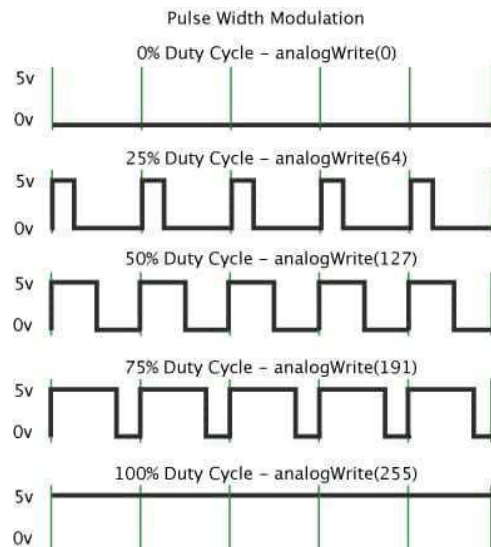 Pulse Width Modulation
0% Duty Cycle – analogWrite(0)
5v
0v
25% Duty Cycle – analogWrite(64)
5v
0v
50% Duty Cycle – analogWrite(127)
5v
0v
75% Duty Cycle – analogWrite(191)
5v
0v
100% Duty Cycle – analogWrite(255)
5v
0v